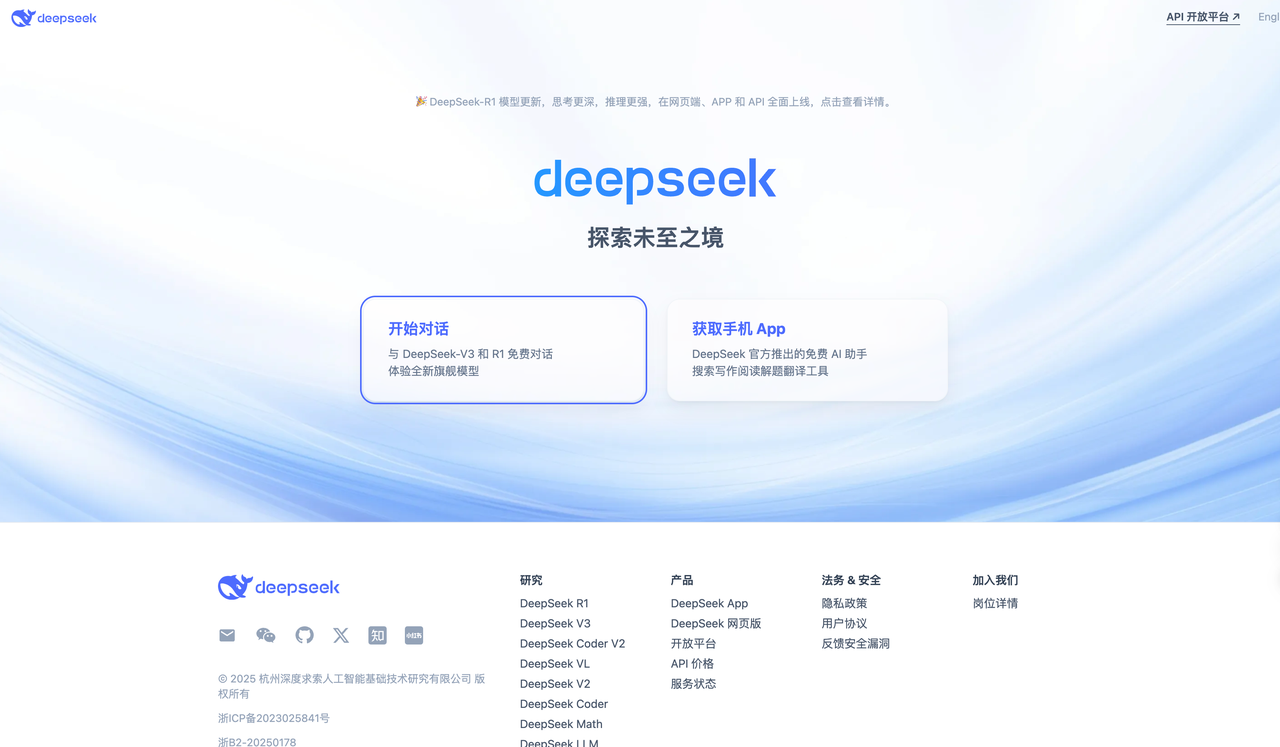 deepseek
API 开放平台
Engl
DeepSeek-R1 模型更新，思考更深，推理更强，在网页端、APP 和 API 全面上线，点击查看详情。
deepseek
探索未至之境
开始对话
与 DeepSeek-V3 和 R1 免费对话
体验全新旗舰模型
获取手机 App
DeepSeek 官方推出的免费 AI 助手
搜索写作阅读解题翻译工具
deepseek
知
小红书
© 2025 杭州深度求索人工智能基础技术研究有限公司 版
权所有
浙ICP备2023025841号
浙B2-20250178
研究
DeepSeek R1
DeepSeek V3
DeepSeek Coder V2
DeepSeek VL
DeepSeek V2
DeepSeek Coder
DeepSeek Math
DeepSeek LLM
产品
DeepSeek App
DeepSeek 网页版
开放平台
API 价格
服务状态
法务 & 安全
隐私政策
用户协议
反馈安全漏洞
加入我们
岗位详情